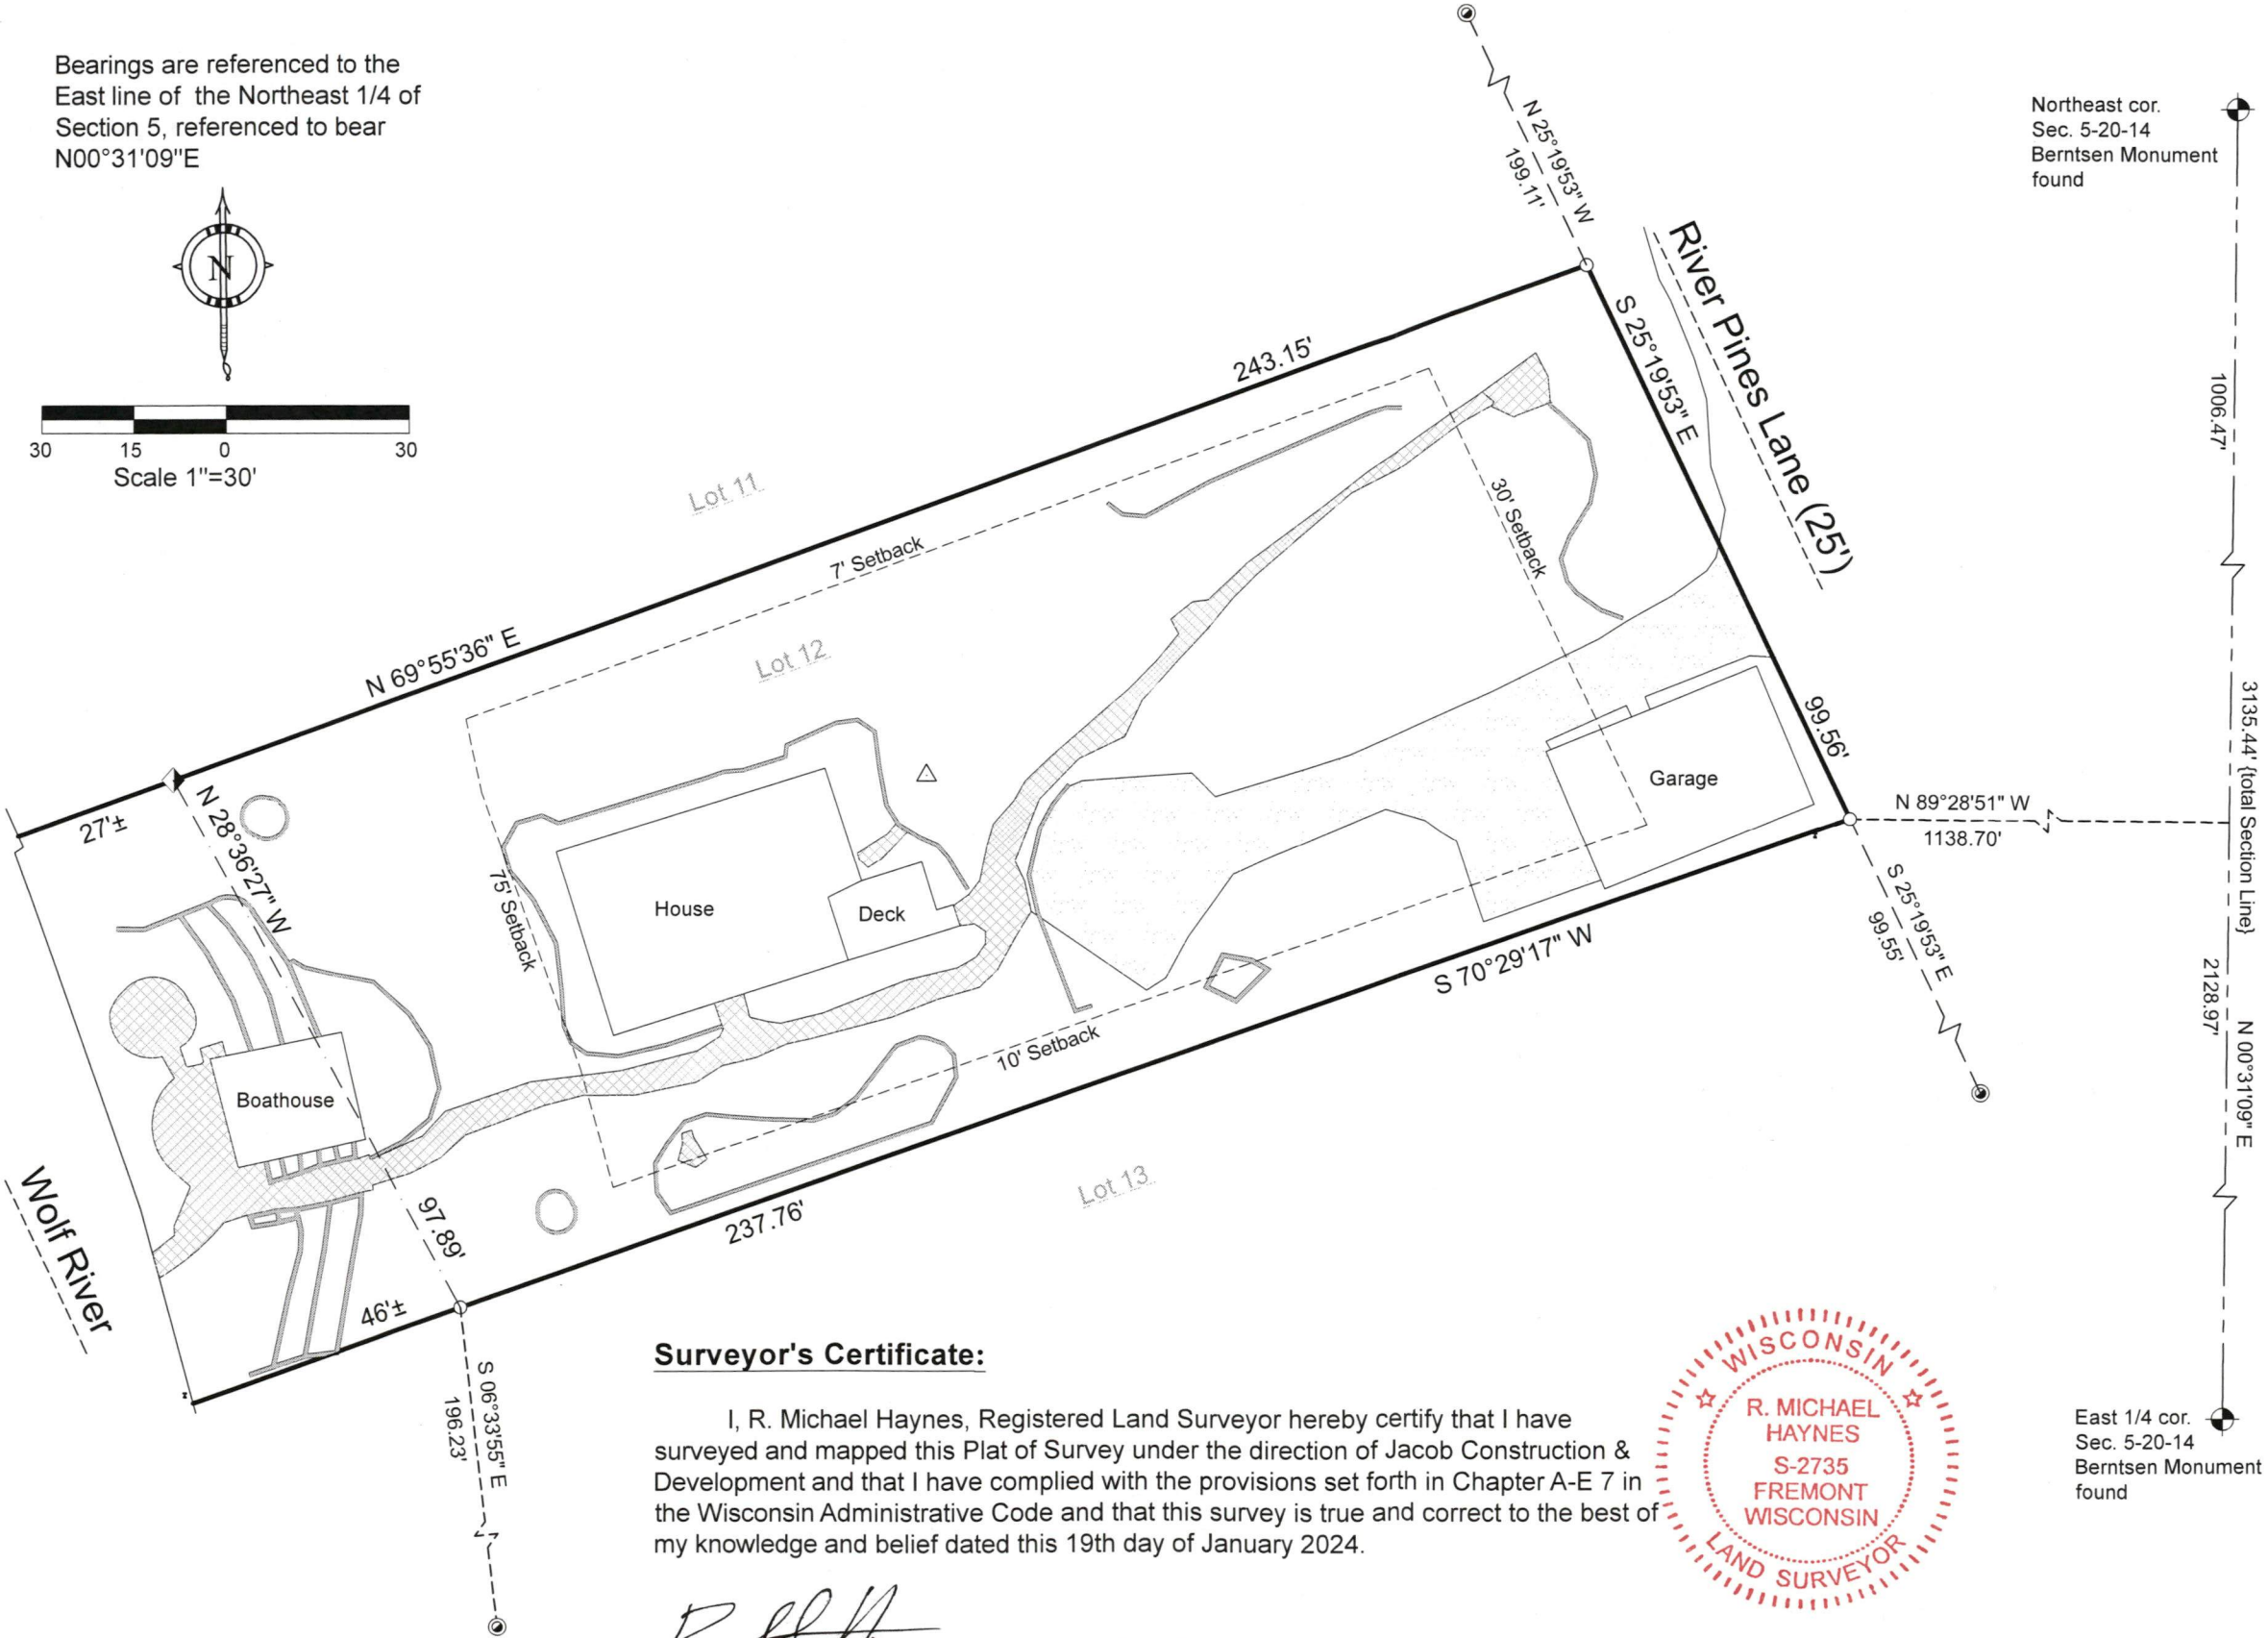 Bearings are referenced to the
East line of the Northeast 1/4 of
Section 5, referenced to bear
N00°31'09"E
N
30 15 0 30
Scale 1"=30'
N 25°19'53" W
199.11'
Northeast cor.
Sec. 5-20-14
Berntsen Monument
found
River Pines Lane (25')
S 25°19'53" E
99.56'
243.15'
N 69°55'36" E
Lot 11
7' Setback
30' Setback
Lot 12
1006.47'
3135.44' {total Section Line}
2128.97'
N 00°31'09" E
Garage
N 89°28'51" W
1138.70'
S 25°19'53" E
99.55'
27'±
N 28°36'27" W
97.89'
75' Setback
House
Deck
S 70°29'17" W
10' Setback
Boathouse
Lot 13
237.76'
Wolf River
46'±
S 06°33'55" E
196.23'
Surveyor's Certificate:
I, R. Michael Haynes, Registered Land Surveyor hereby certify that I have
surveyed and mapped this Plat of Survey under the direction of Jacob Construction &
Development and that I have complied with the provisions set forth in Chapter A-E 7 in
the Wisconsin Administrative Code and that this survey is true and correct to the best of
my knowledge and belief dated this 19th day of January 2024.
WISCONSIN
R. MICHAEL
HAYNES
S-2735
FREMONT
WISCONSIN
LAND SURVEYOR
East 1/4 cor.
Sec. 5-20-14
Berntsen Monument
found